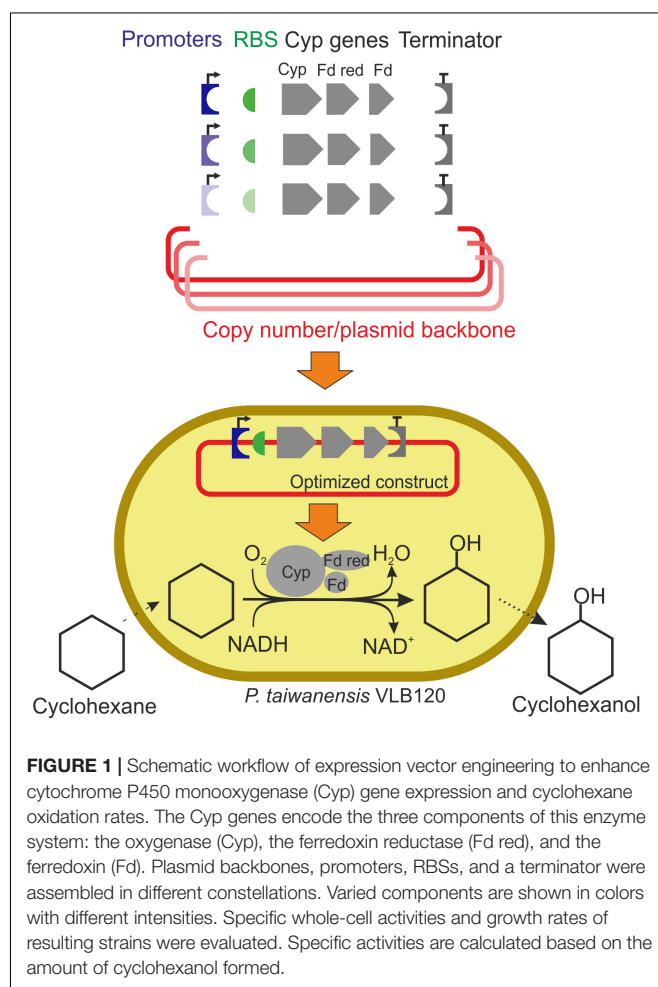 Promoters RBS Cyp genes Terminator
Cyp Fd red Fd
Copy number/plasmid backbone
Optimized construct
O₂ Cyp Fd red Fd H₂O OH
NADH NAD⁺
OH
Cyclohexane P. taiwanensis VLB120 Cyclohexanol
FIGURE 1 | Schematic workflow of expression vector engineering to enhance
cytochrome P450 monooxygenase (Cyp) gene expression and cyclohexane
oxidation rates. The Cyp genes encode the three components of this enzyme
system: the oxygenase (Cyp), the ferredoxin reductase (Fd red), and the
ferredoxin (Fd). Plasmid backbones, promoters, RBSs, and a terminator were
assembled in different constellations. Varied components are shown in colors
with different intensities. Specific whole-cell activities and growth rates of
resulting strains were evaluated. Specific activities are calculated based on the
amount of cyclohexanol formed.